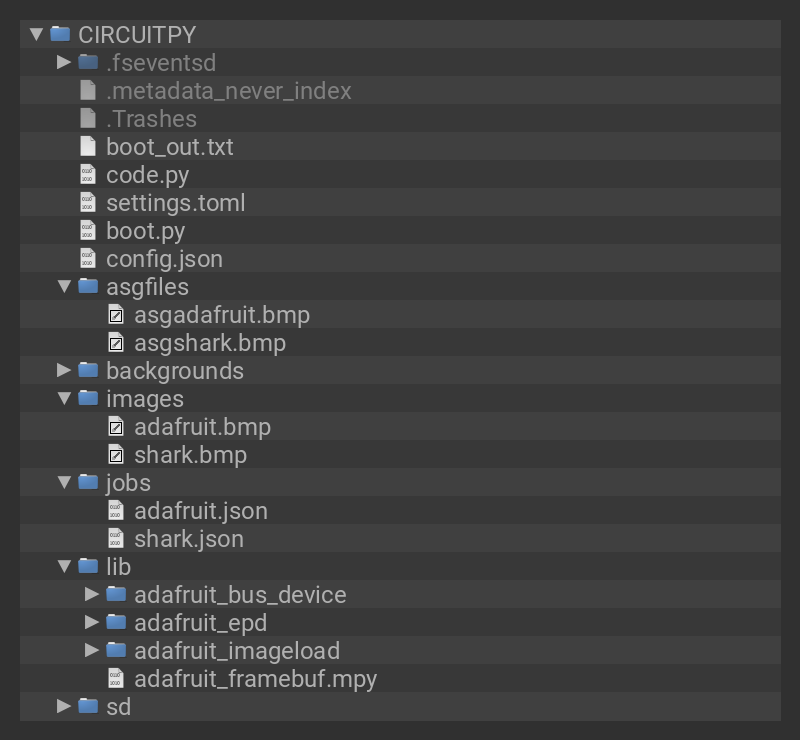 CIRCUITPY
.fseventsd
.metadata_never_index
.Trashes
boot_out.txt
code.py
settings.toml
boot.py
config.json
asgfiles
asgadafruit.bmp
asgshark.bmp
backgrounds
images
adafruit.bmp
shark.bmp
jobs
adafruit.json
shark.json
lib
adafruit_bus_device
adafruit_epd
adafruit_imageload
adafruit_framebuf.mpy
sd